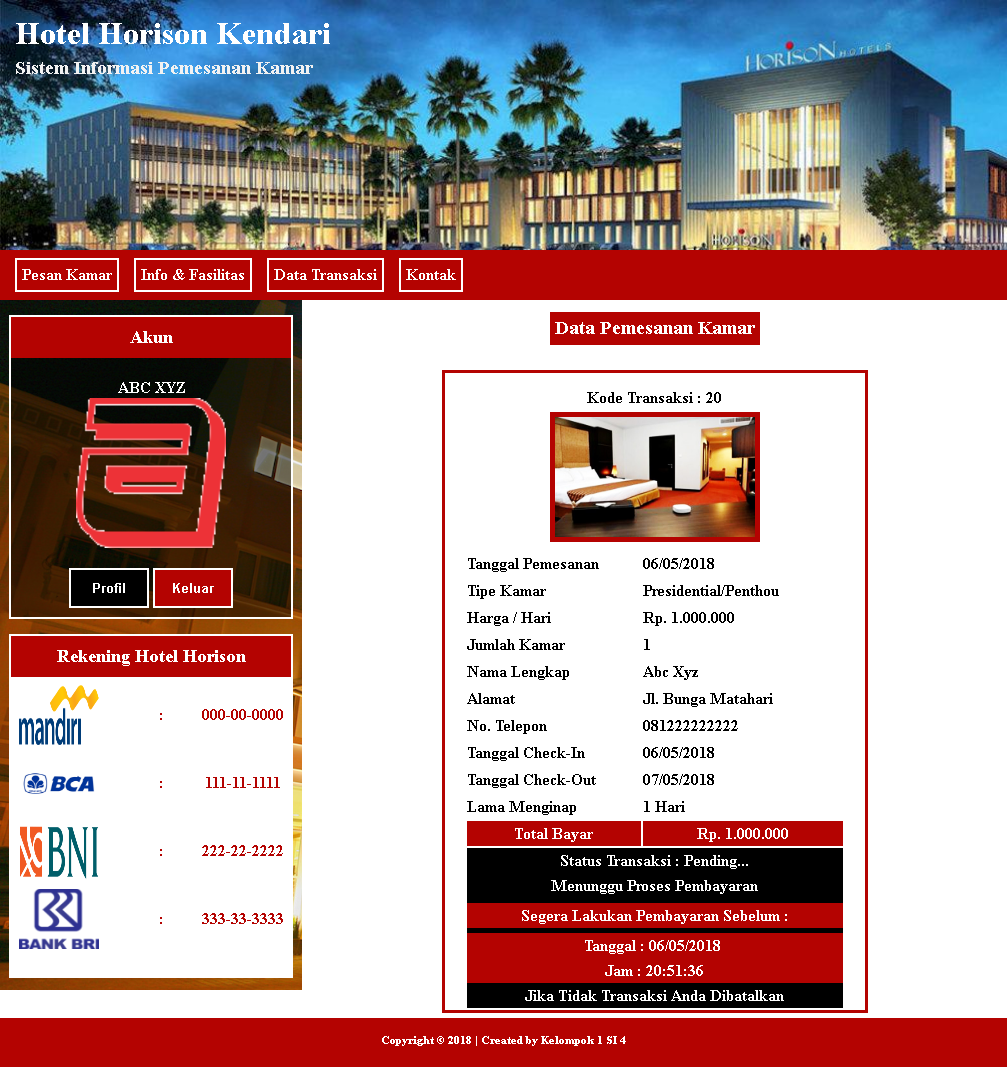 Hotel Horison Kendari
Sistem Informasi Pemesanan Kamar
HORISON HOTELS
HORISON
Pesan Kamar Info & Fasilitas Data Transaksi Kontak
Akun
ABC XYZ
Profil Keluar
Rekening Hotel Horison
mandiri : 000-00-0000
BCA : 111-11-1111
BNI : 222-22-2222
BANK BRI : 333-33-3333
Data Pemesanan Kamar
Kode Transaksi : 20
Tanggal Pemesanan 06/05/2018
Tipe Kamar Presidential/Penthou
Harga / Hari Rp. 1.000.000
Jumlah Kamar 1
Nama Lengkap Abc Xyz
Alamat Jl. Bunga Matahari
No. Telepon 081222222222
Tanggal Check-In 06/05/2018
Tanggal Check-Out 07/05/2018
Lama Menginap 1 Hari
Total Bayar Rp. 1.000.000
Status Transaksi : Pending...
Menunggu Proses Pembayaran
Segera Lakukan Pembayaran Sebelum :
Tanggal : 06/05/2018
Jam : 20:51:36
Jika Tidak Transaksi Anda Dibatalkan
Copyright © 2018 | Created by Kelompok 1 SI 4